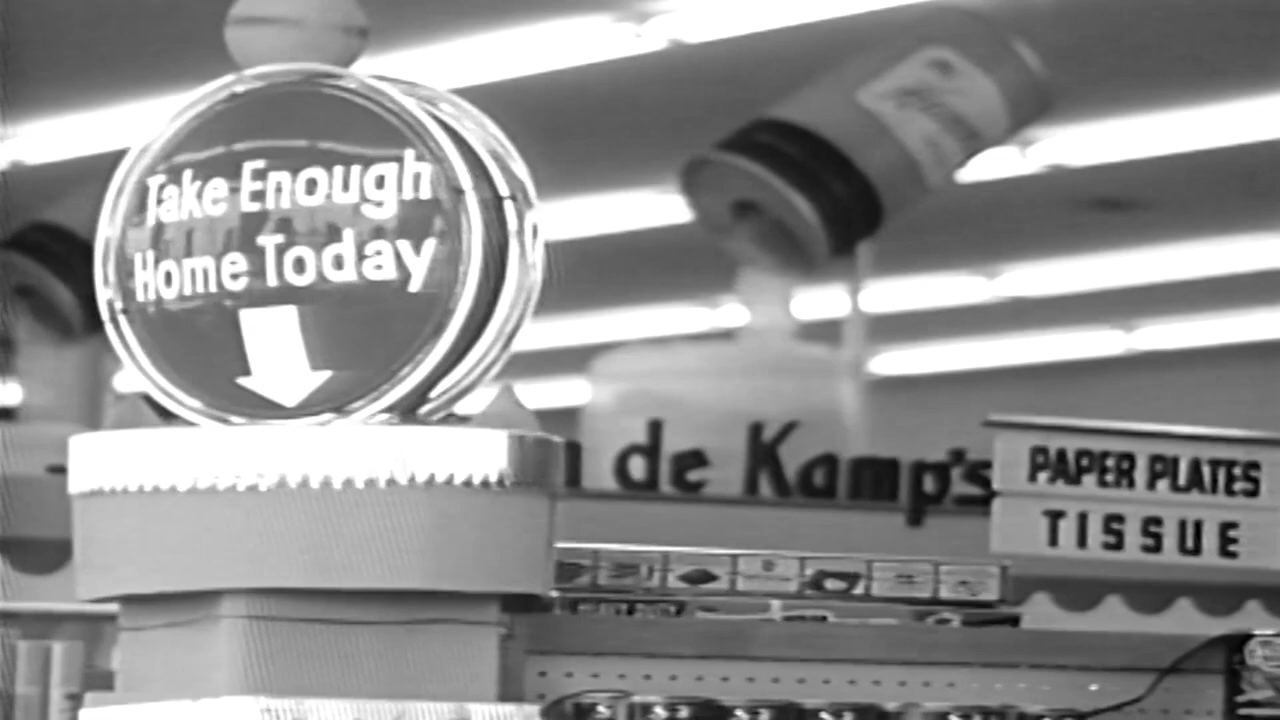 Take Enough
Home Today
de Kamp's
PAPER PLATES
TISSUE